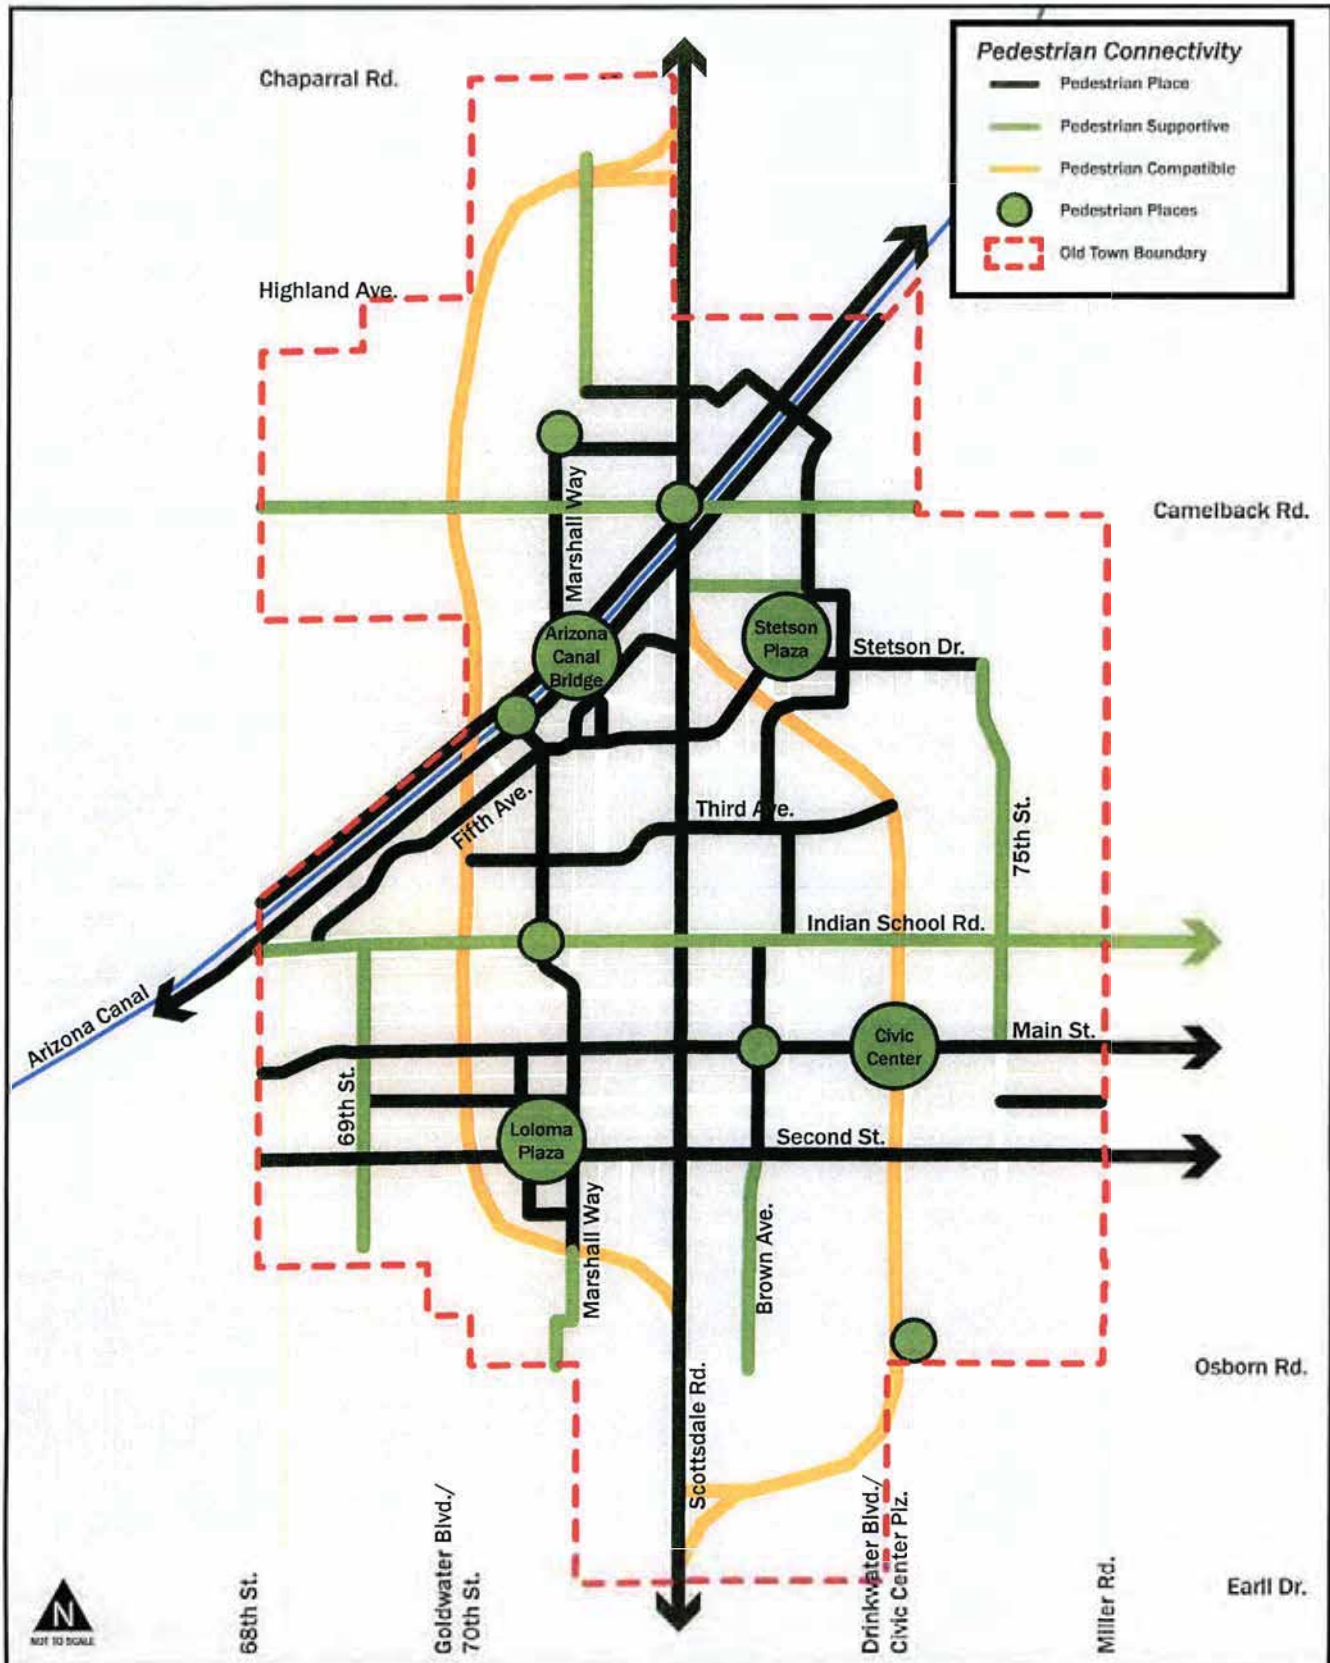 Pedestrian Connectivity
Pedestrian Place
Pedestrian Supportive
Pedestrian Compatible
Pedestrian Places
Old Town Boundary
Chaparral Rd.
Highland Ave.
Camelback Rd.
Marshall Way
Arizona
Canal
Bridge
Stetson
Plaza
Stetson Dr.
Fifth Ave.
Third Ave.
75th St.
Indian School Rd.
Arizona Canal
Civic
Center
Main St.
69th St.
Loloma
Plaza
Second St.
Marshall Way
Brown Ave.
Scottsdale Rd.
Osborn Rd.
68th St.
Goldwater Blvd./
70th St.
Drinkwater Blvd./
Civic Center Plz.
Miller Rd.
Earll Dr.
N
NOT TO SCALE